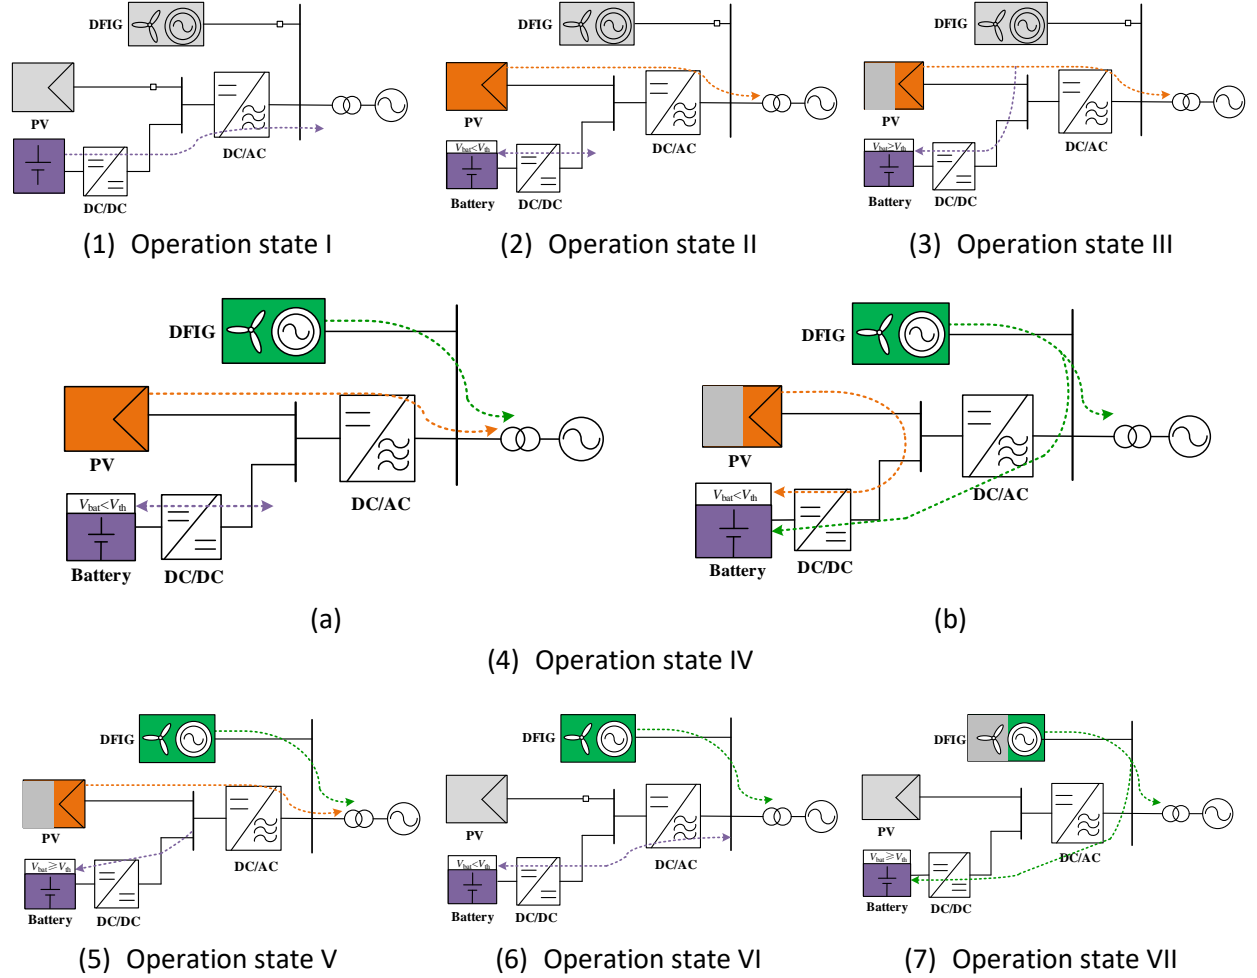 DFIG
PV
DC/DC
DC/AC
(1) Operation state I
DFIG
PV
Vbat<Vth
Battery
DC/DC
DC/AC
(2) Operation state II
DFIG
PV
Vbat≥Vth
Battery
DC/DC
DC/AC
(3) Operation state III
DFIG
PV
Vbat<Vth
Battery
DC/DC
DC/AC
(a)
DFIG
PV
Vbat<Vth
Battery
DC/DC
DC/AC
(b)
(4) Operation state IV
DFIG
PV
Vbat≥Vth
Battery
DC/DC
DC/AC
(5) Operation state V
DFIG
PV
Vbat<Vth
Battery
DC/DC
DC/AC
(6) Operation state VI
DFIG
PV
Vbat≥Vth
Battery
DC/DC
DC/AC
(7) Operation state VII